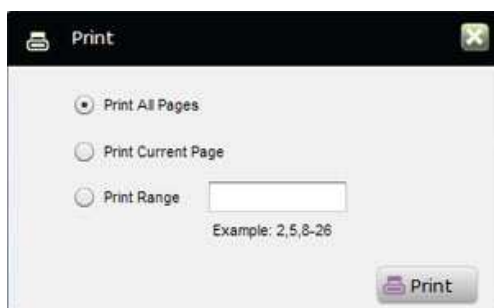 Print
Print All Pages
Print Current Page
Print Range
Example: 2,5,8-26
Print